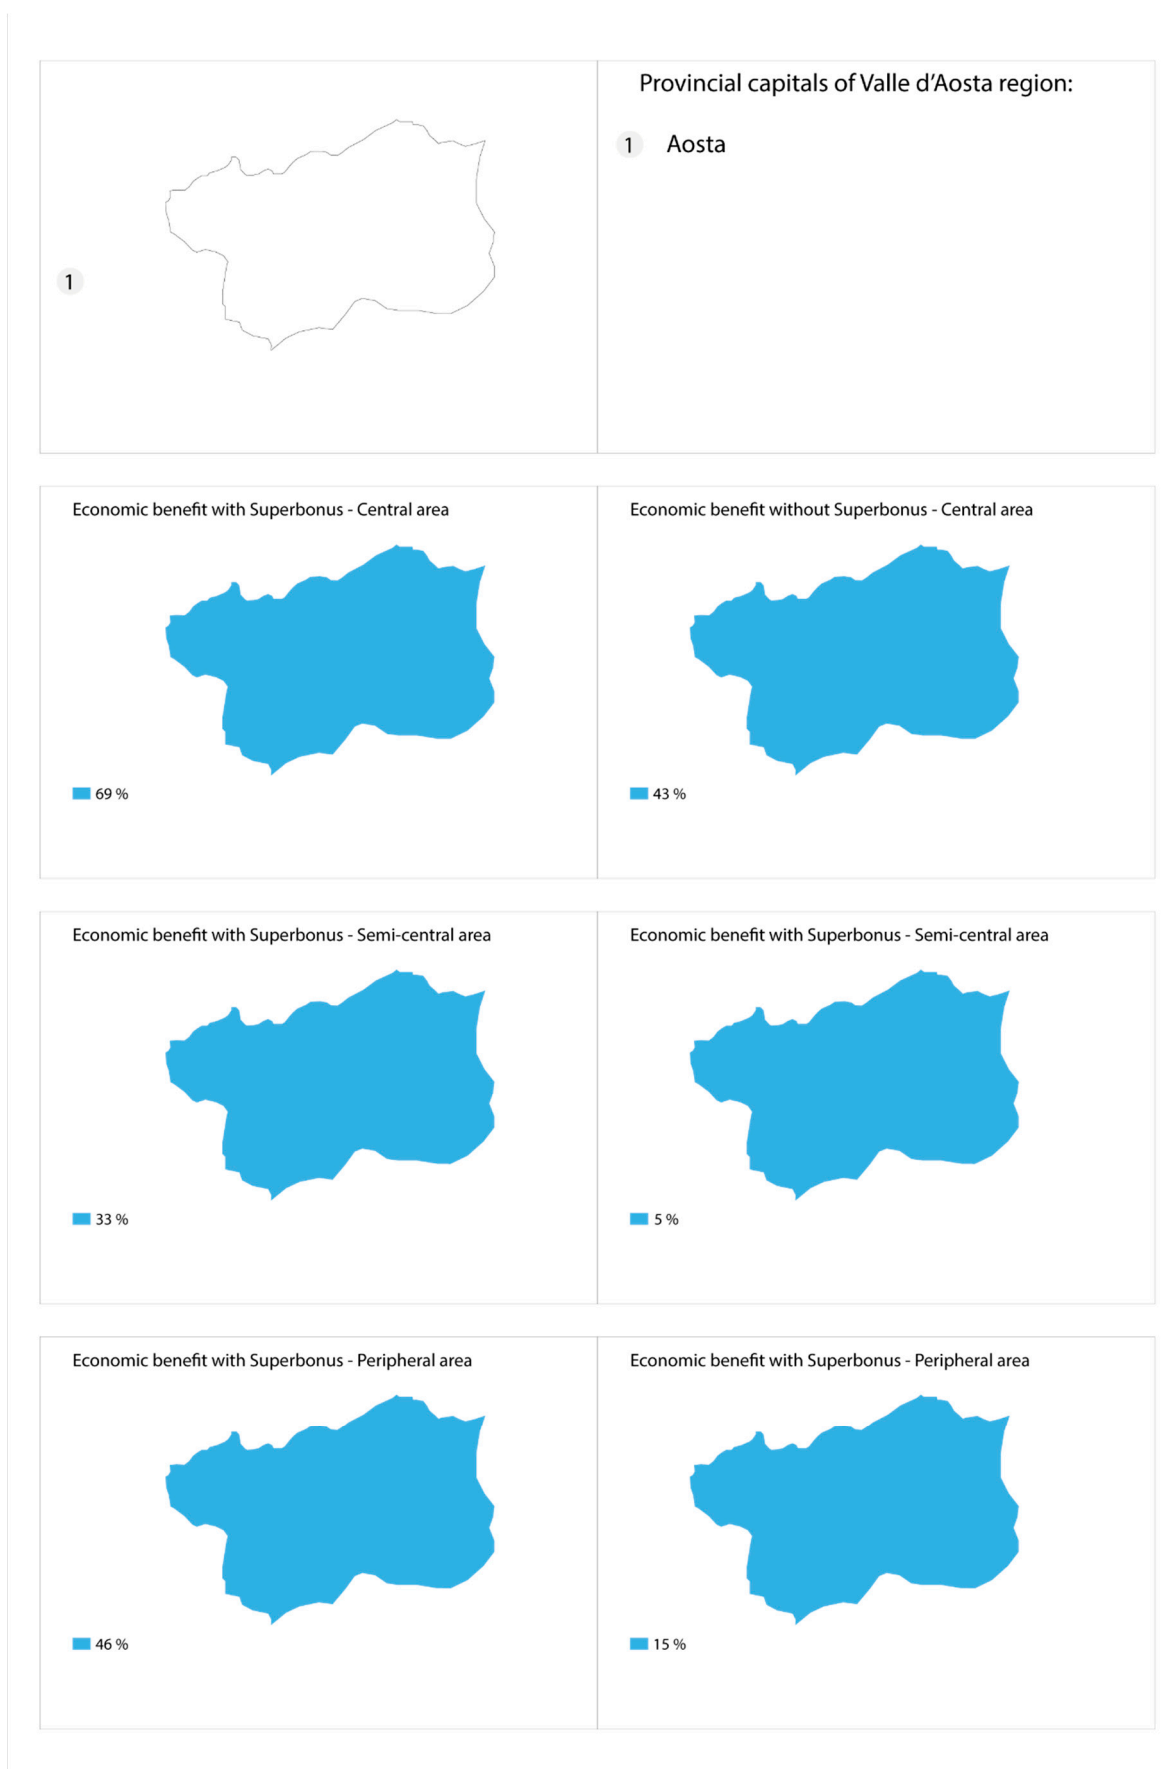 Provincial capitals of Valle d'Aosta region:
1 Aosta
1
Economic benefit with Superbonus - Central area
69 %
Economic benefit without Superbonus - Central area
43 %
Economic benefit with Superbonus - Semi-central area
33 %
Economic benefit with Superbonus - Semi-central area
5 %
Economic benefit with Superbonus - Peripheral area
46 %
Economic benefit with Superbonus - Peripheral area
15 %